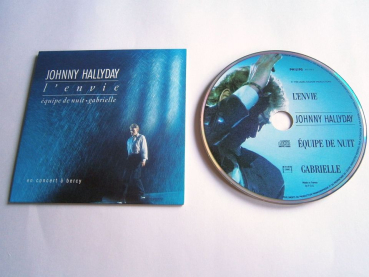 JOHNNY HALLYDAY
l'envie
équipe de nuit · gabrielle
en concert à bercy
L'ENVIE
JOHNNY HALLYDAY
ÉQUIPE DE NUIT
GABRIELLE